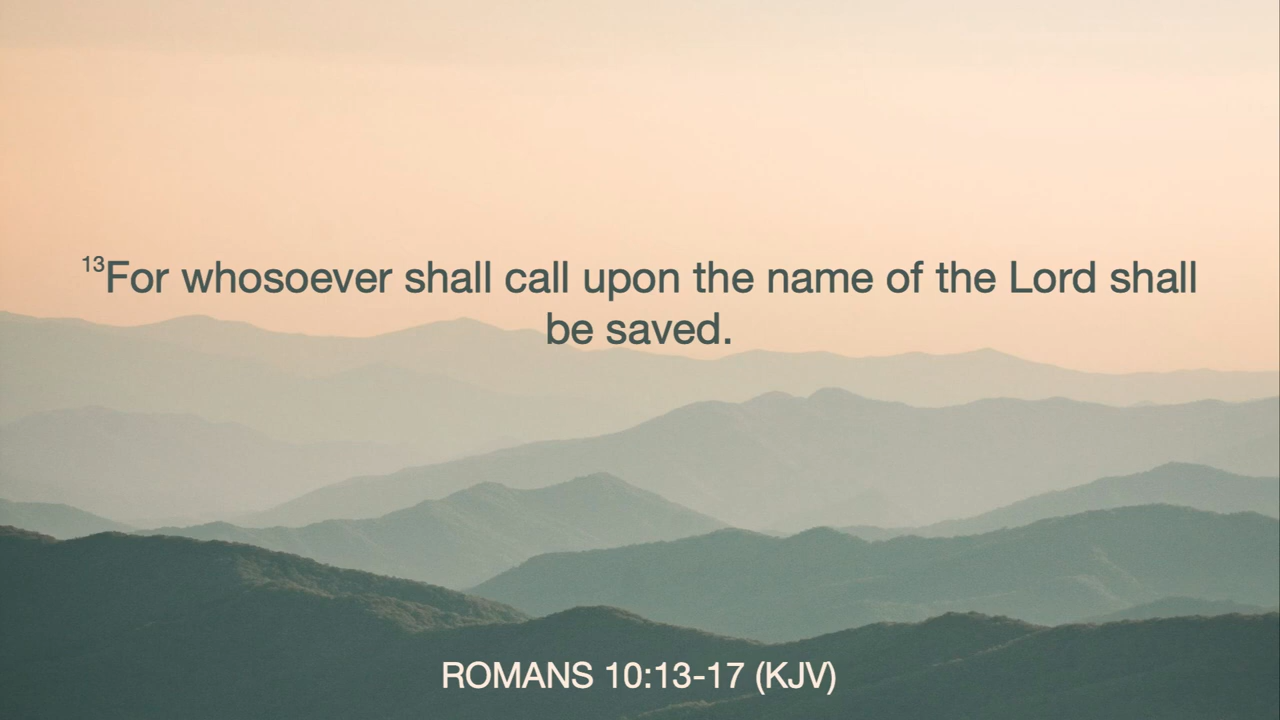 ¹³For whosoever shall call upon the name of the Lord shall
be saved.
ROMANS 10:13-17 (KJV)